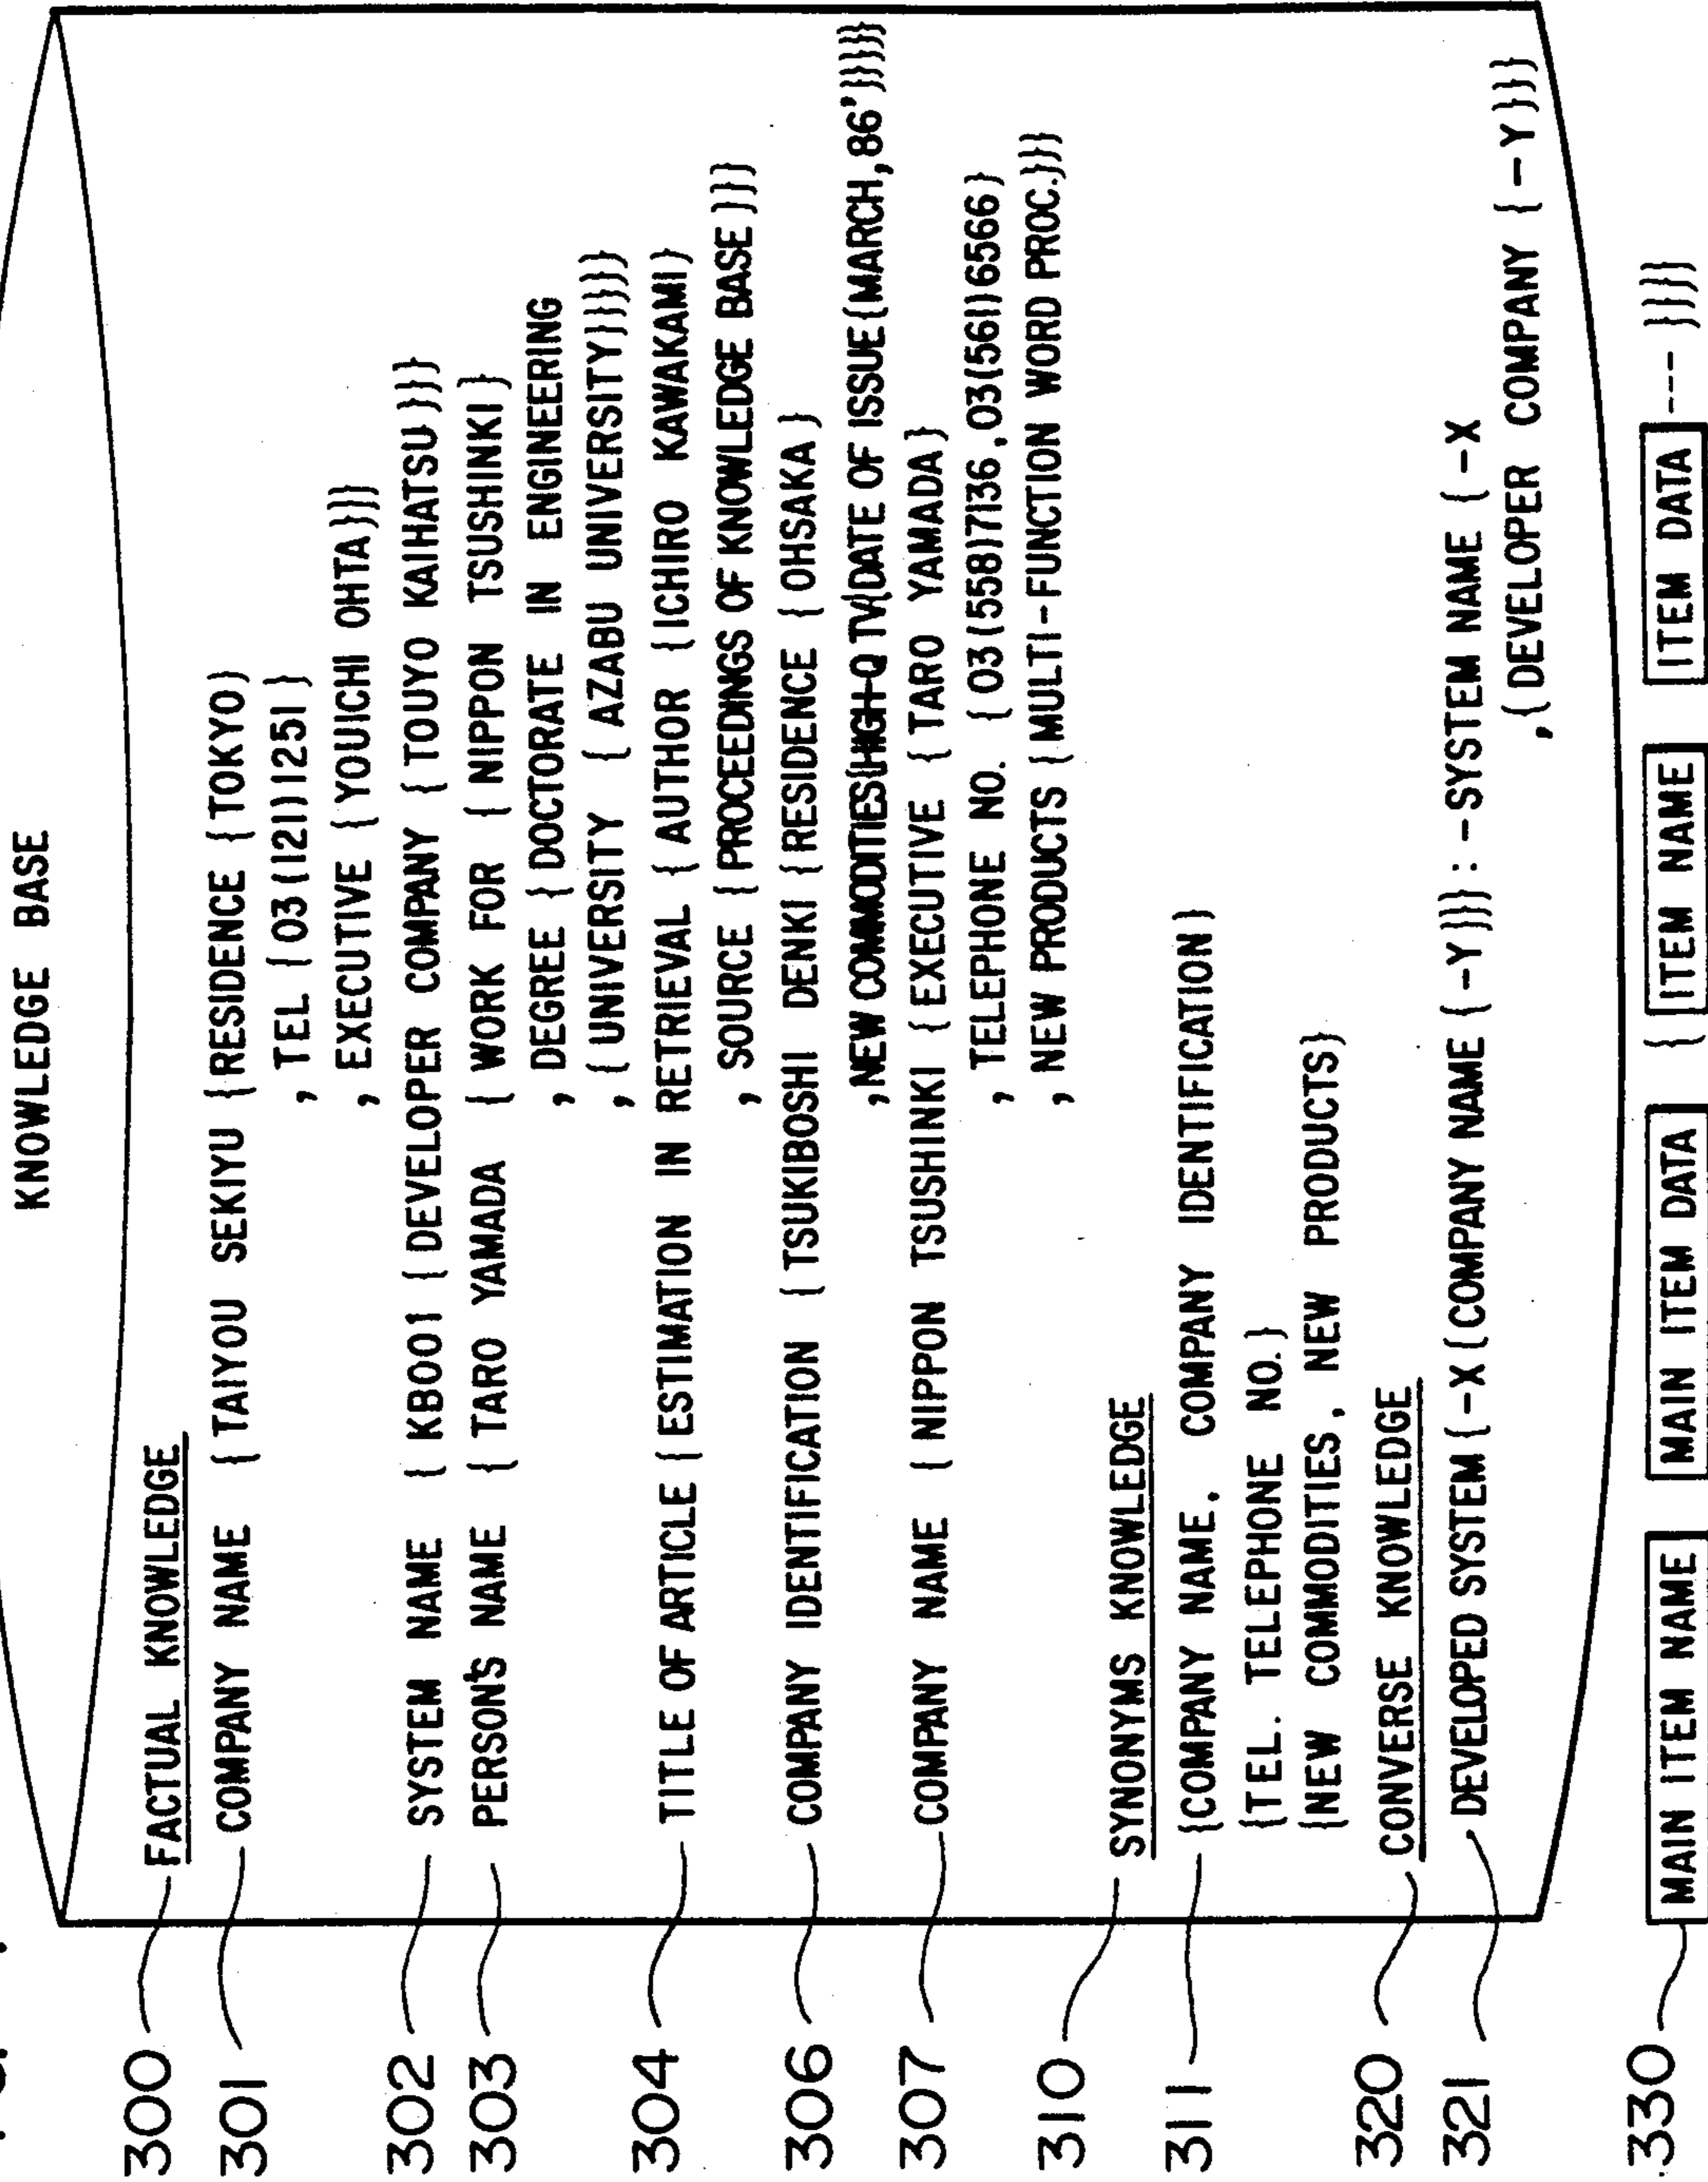 KNOWLEDGE BASE
300 FACTUAL KNOWLEDGE
301 COMPANY NAME { TAIYOU SEKIYU {RESIDENCE {TOKYO}
, TEL { 03 (121) 1251 }
, EXECUTIVE { YOUICHI OHTA }}}
302 SYSTEM NAME { KB001 { DEVELOPER COMPANY { TOUYO KAIHATSU }}}
303 PERSON'S NAME { TARO YAMADA { WORK FOR { NIPPON TSUSHINKI }
, DEGREE { DOCTORATE IN ENGINEERING
, { UNIVERSITY { AZABU UNIVERSITY}}}}}
304 TITLE OF ARTICLE { ESTIMATION IN RETRIEVAL { AUTHOR { ICHIRO KAWAKAMI}
, SOURCE { PROCEEDINGS OF KNOWLEDGE BASE }}}
306 COMPANY IDENTIFICATION { TSUKIBOSHI DENKI { RESIDENCE { OHSAKA }
, NEW COMMODITIES{HIGH-Q TV{DATE OF ISSUE{MARCH, 86'}}}}}
307 COMPANY NAME { NIPPON TSUSHINKI { EXECUTIVE { TARO YAMADA }
, TELEPHONE NO. { 03 (558)7136 , 03(561)6566}
, NEW PRODUCTS {MULTI-FUNCTION WORD PROC.}}}
310 SYNONYMS KNOWLEDGE
311 {COMPANY NAME, COMPANY IDENTIFICATION }
{TEL. TELEPHONE NO.}
{NEW COMMODITIES, NEW PRODUCTS}
320 CONVERSE KNOWLEDGE
321 DEVELOPED SYSTEM {-X {COMPANY NAME {-Y}}} : -SYSTEM NAME {-X
, { DEVELOPER COMPANY { -Y }}}
330 MAIN ITEM NAME MAIN ITEM DATA { ITEM NAME ITEM DATA --- }}}}